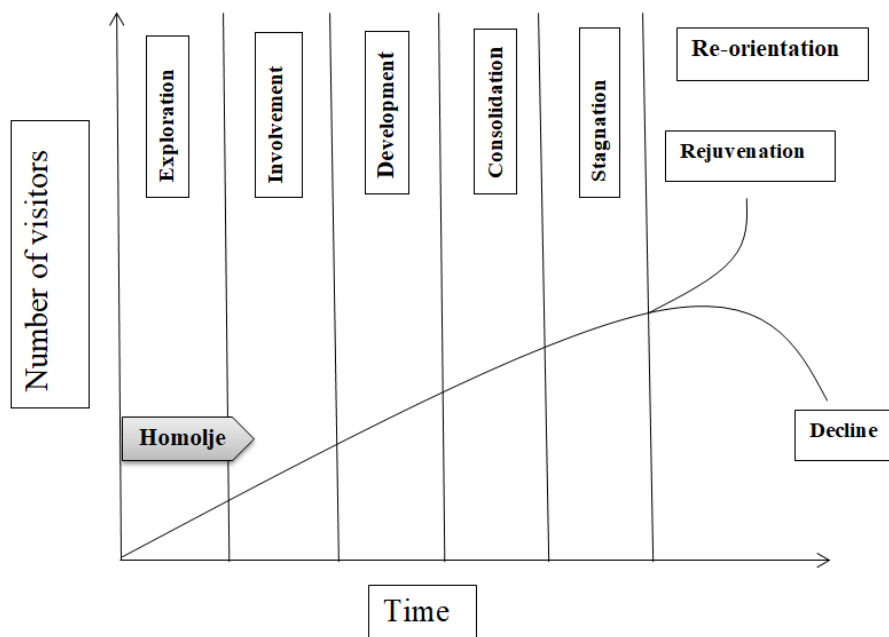 Number of visitors
Exploration
Involvement
Development
Consolidation
Stagnation
Re-orientation
Rejuvenation
Homolje
Decline
Time